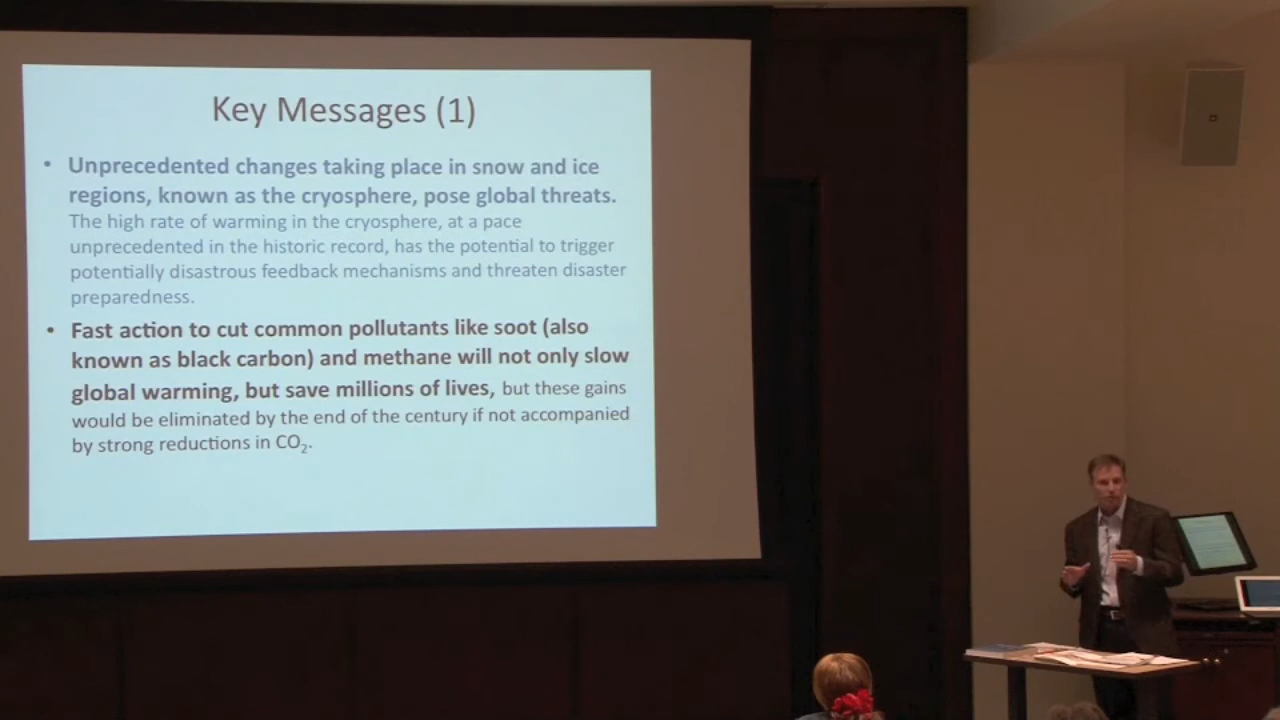 Key Messages (1)
• Unprecedented changes taking place in snow and ice
regions, known as the cryosphere, pose global threats.
The high rate of warming in the cryosphere, at a pace
unprecedented in the historic record, has the potential to trigger
potentially disastrous feedback mechanisms and threaten disaster
preparedness.
• Fast action to cut common pollutants like soot (also
known as black carbon) and methane will not only slow
global warming, but save millions of lives, but these gains
would be eliminated by the end of the century if not accompanied
by strong reductions in CO₂.